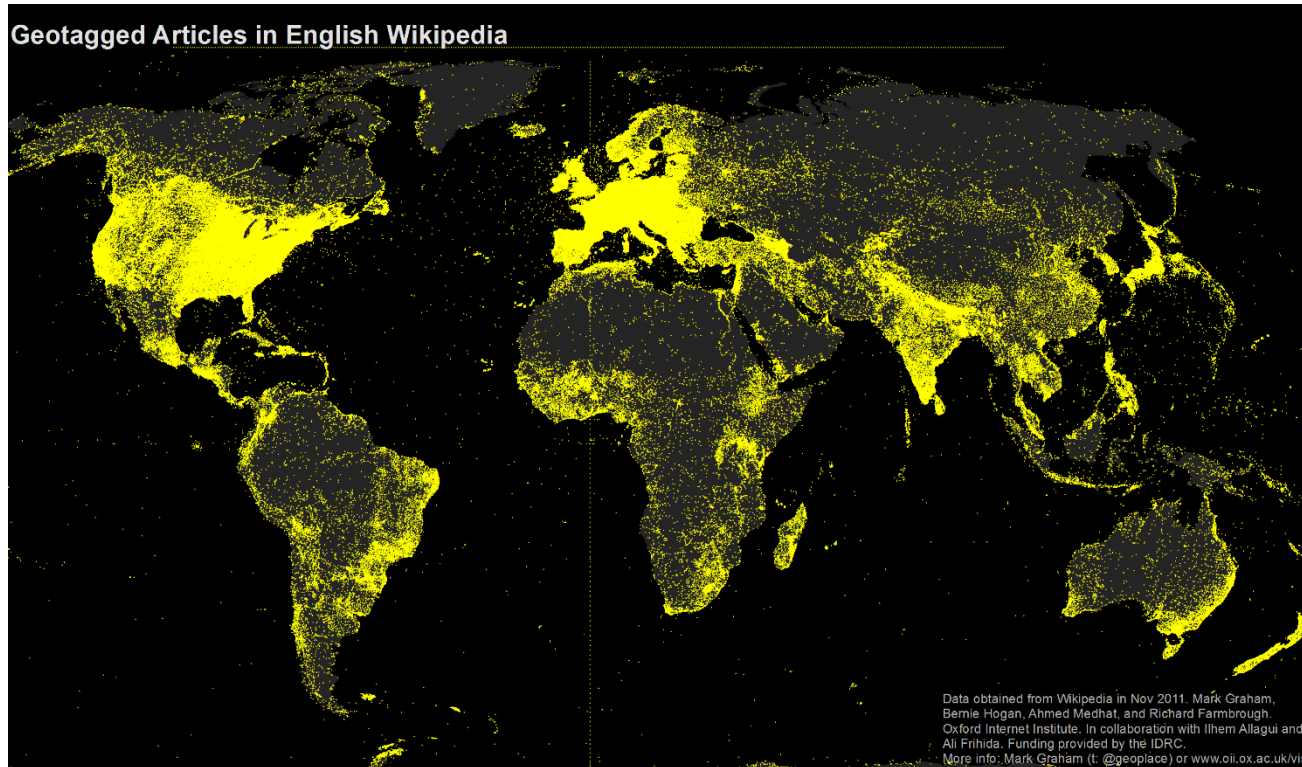 Geotagged Articles in English Wikipedia
Data obtained from Wikipedia in Nov 2011. Mark Graham,
Bernie Hogan, Ahmed Medhat, and Richard Farmbrough.
Oxford Internet Institute. In collaboration with Ilhem Allagui and
Ali Frihida. Funding provided by the IDRC.
More info: Mark Graham (t: @geoplace) or www.oii.ox.ac.uk/vis